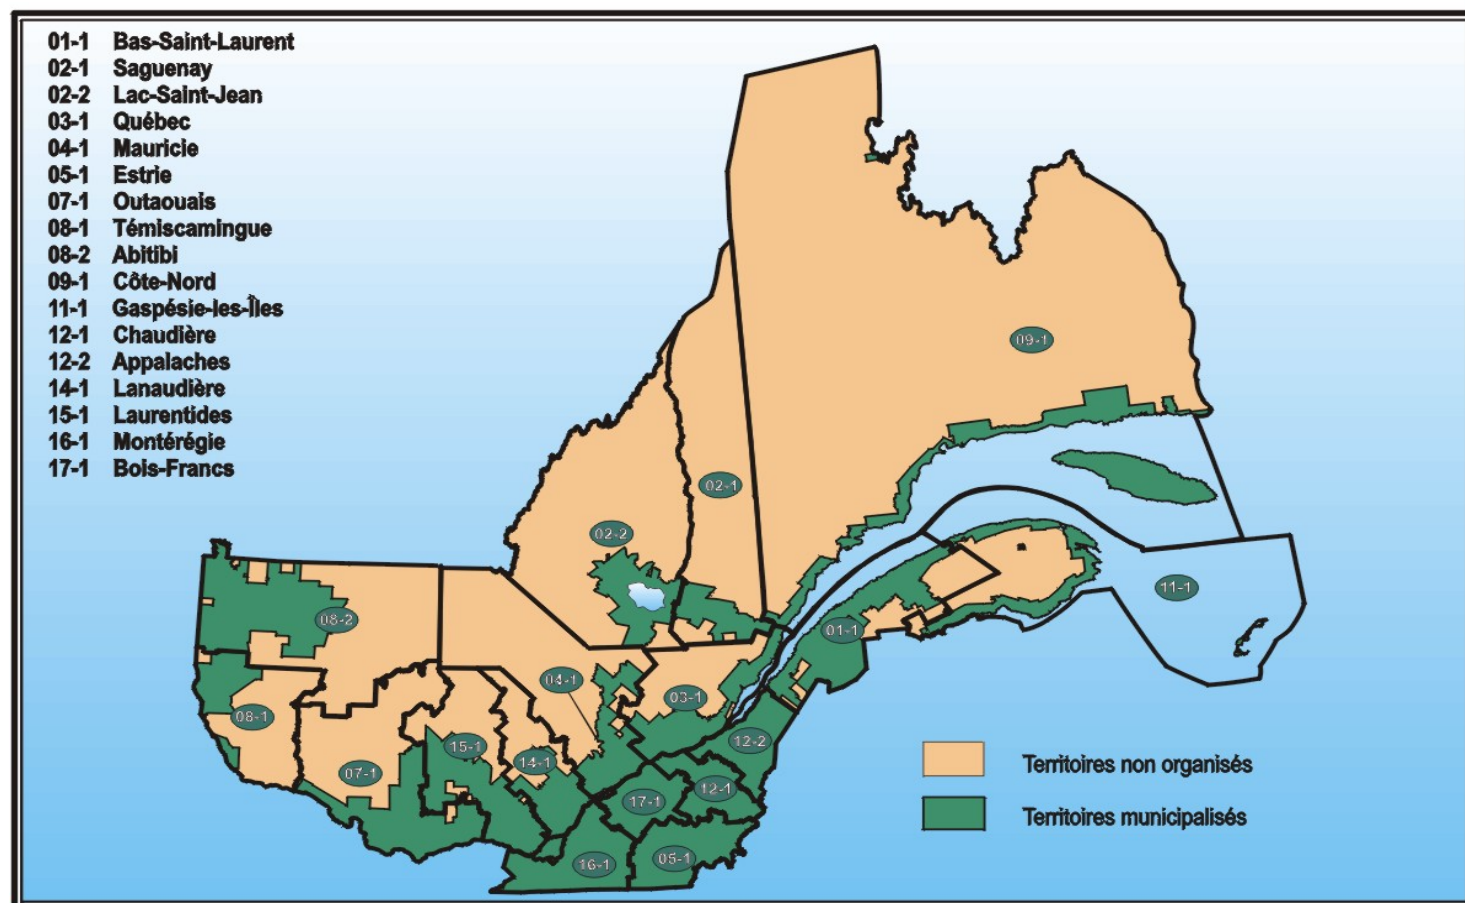 01-1 Bas-Saint-Laurent
02-1 Saguenay
02-2 Lac-Saint-Jean
03-1 Québec
04-1 Mauricie
05-1 Estrie
07-1 Outaouais
08-1 Témiscamingue
08-2 Abitibi
09-1 Côte-Nord
11-1 Gaspésie-les-Îles
12-1 Chaudière
12-2 Appalaches
14-1 Lanaudière
15-1 Laurentides
16-1 Montérégie
17-1 Bois-Francs
09-1
02-1
02-2
11-1
08-2
01-1
04-1
03-1
08-1
12-2
15-1
14-1
07-1
12-1
17-1
16-1
05-1
Territoires non organisés
Territoires municipalisés